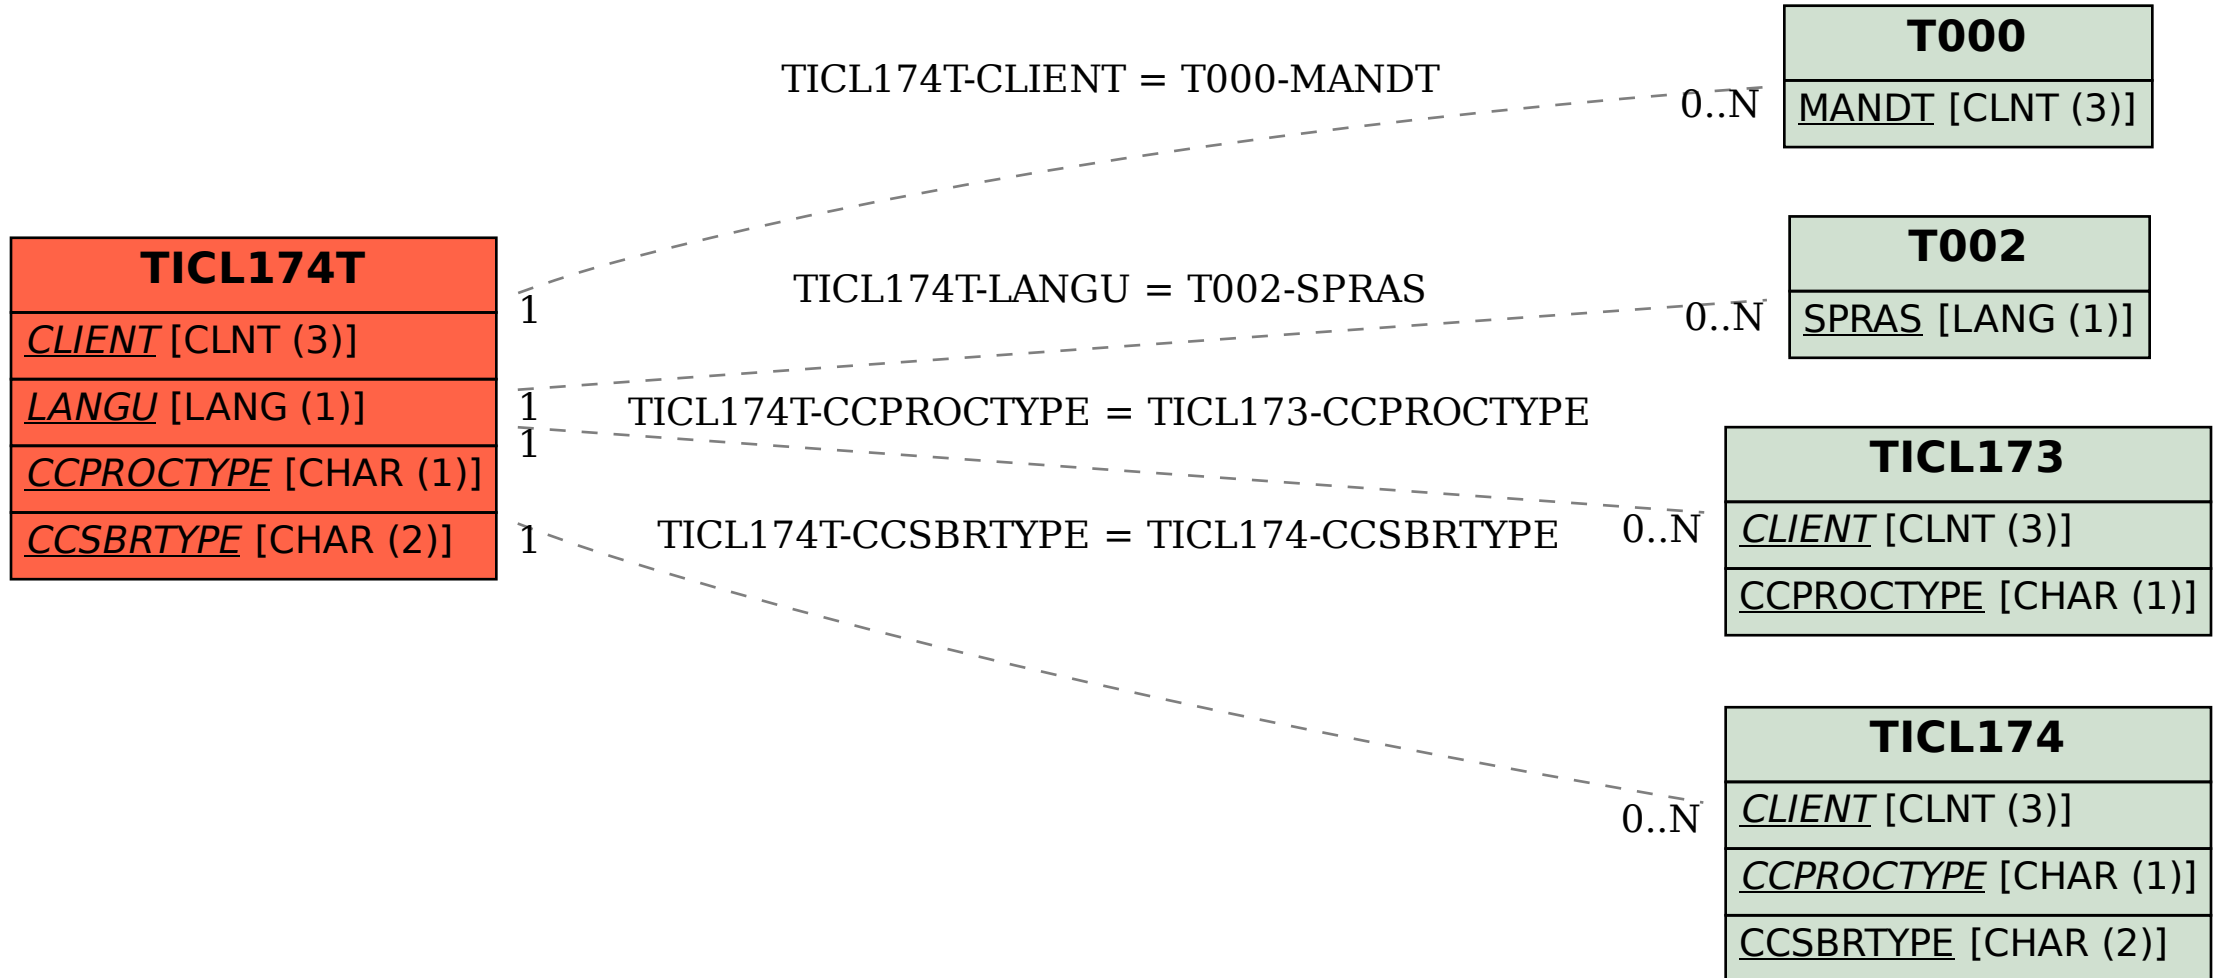 TICL174T
CLIENT [CLNT (3)]
LANGU [LANG (1)]
CCPROCTYPE [CHAR (1)]
CCSBRTYPE [CHAR (2)]
TICL174T-CLIENT = T000-MANDT
1
0..N
TICL174T-LANGU = T002-SPRAS
1
0..N
TICL174T-CCPROCTYPE = TICL173-CCPROCTYPE
1
0..N
TICL174T-CCSBRTYPE = TICL174-CCSBRTYPE
1
0..N
T000
MANDT [CLNT (3)]
T002
SPRAS [LANG (1)]
TICL173
CLIENT [CLNT (3)]
CCPROCTYPE [CHAR (1)]
TICL174
CLIENT [CLNT (3)]
CCPROCTYPE [CHAR (1)]
CCSBRTYPE [CHAR (2)]